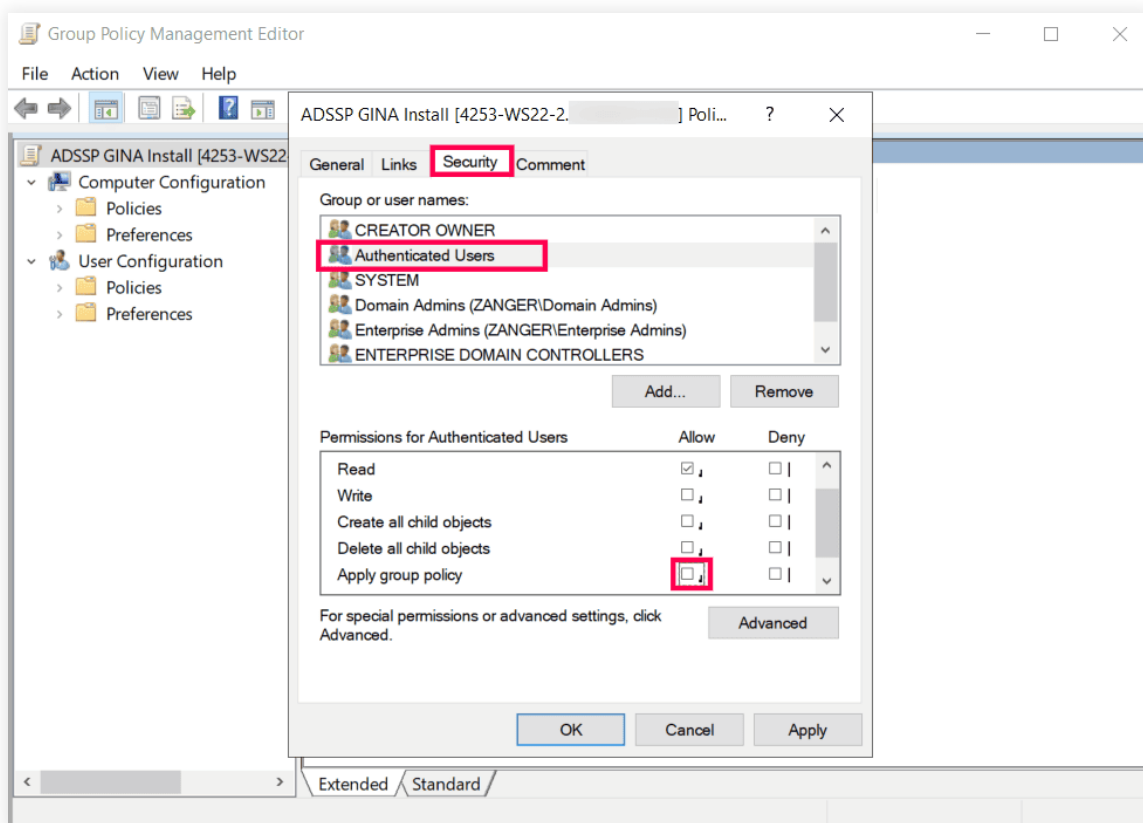 Group Policy Management Editor
File Action View Help
ADSSP GINA Install [4253-WS22-2. ] Poli... ?
ADSSP GINA Install [4253-WS22-
Computer Configuration
Policies
Preferences
User Configuration
Policies
Preferences
General Links Security Comment
Group or user names:
CREATOR OWNER
Authenticated Users
SYSTEM
Domain Admins (ZANGER\Domain Admins)
Enterprise Admins (ZANGER\Enterprise Admins)
ENTERPRISE DOMAIN CONTROLLERS
Add... Remove
Permissions for Authenticated Users Allow Deny
Read
Write
Create all child objects
Delete all child objects
Apply group policy
For special permissions or advanced settings, click
Advanced.
Advanced
OK Cancel Apply
Extended Standard